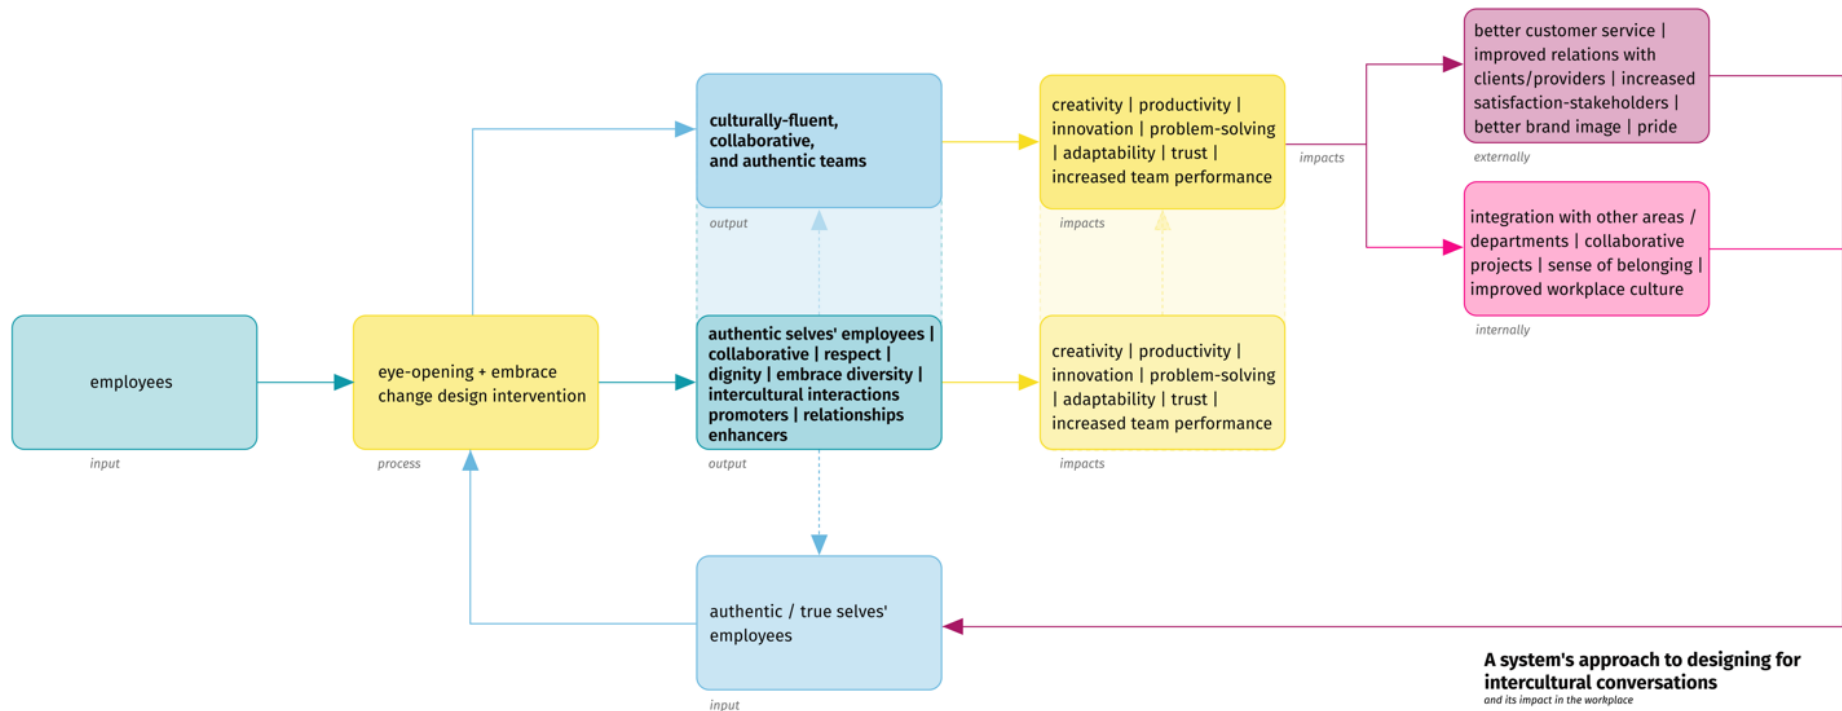 employees
input
eye-opening + embrace
change design intervention
process
culturally-fluent,
collaborative,
and authentic teams
output
authentic selves' employees |
collaborative | respect |
dignity | embrace diversity |
intercultural interactions
promoters | relationships
enhancers
output
authentic / true selves'
employees
input
creativity | productivity |
innovation | problem-solving
| adaptability | trust |
increased team performance
impacts
creativity | productivity |
innovation | problem-solving
| adaptability | trust |
increased team performance
impacts
impacts
better customer service |
improved relations with
clients/providers | increased
satisfaction-stakeholders |
better brand image | pride
externally
integration with other areas /
departments | collaborative
projects | sense of belonging |
improved workplace culture
internally
A system's approach to designing for
intercultural conversations
and its impact in the workplace